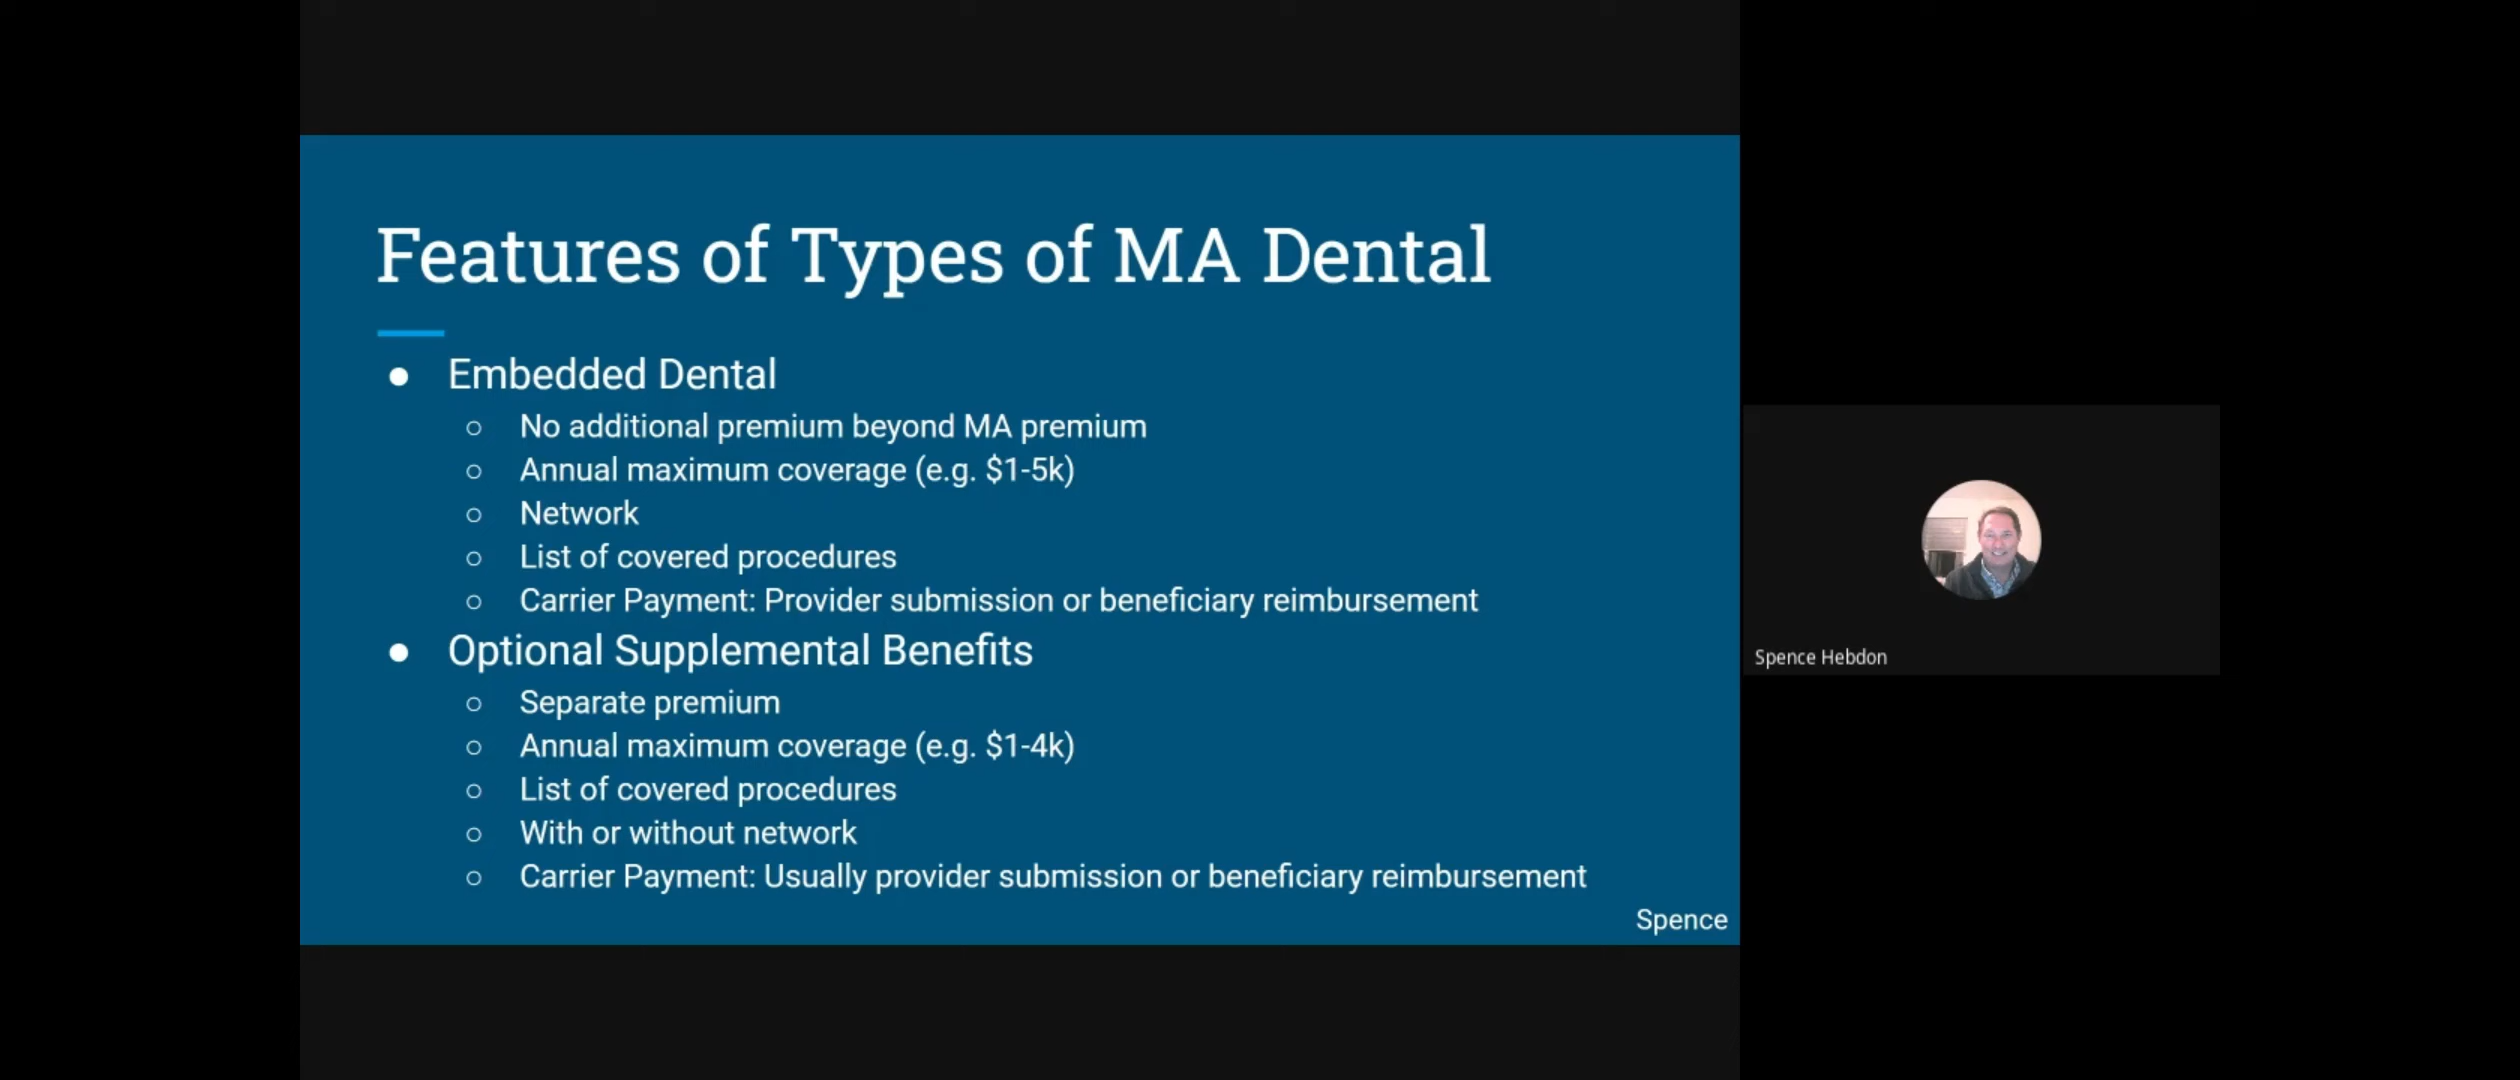 Features of Types of MA Dental
● Embedded Dental
○ No additional premium beyond MA premium
○ Annual maximum coverage (e.g. $1-5k)
○ Network
○ List of covered procedures
○ Carrier Payment: Provider submission or beneficiary reimbursement
● Optional Supplemental Benefits
○ Separate premium
○ Annual maximum coverage (e.g. $1-4k)
○ List of covered procedures
○ With or without network
○ Carrier Payment: Usually provider submission or beneficiary reimbursement
Spence
Spence Hebdon